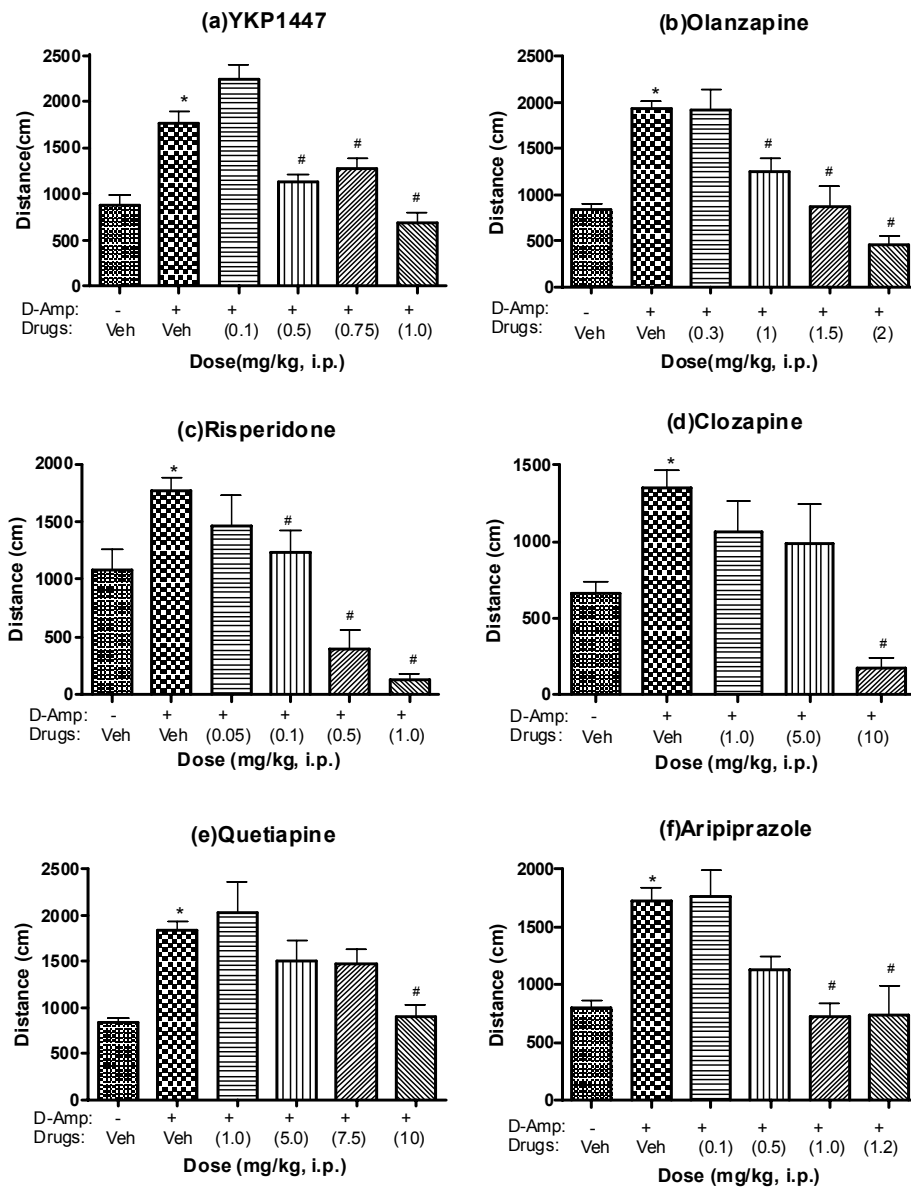 (a)YKP1447
2500
2000
1500
1000
500
0
Distance(cm)
*
#
#
#
D-Amp: - + + + + +
Drugs: Veh Veh (0.1) (0.5) (0.75) (1.0)
Dose(mg/kg, i.p.)
(b)Olanzapine
2500
2000
1500
1000
500
0
Distance (cm)
*
#
#
#
D-Amp: - + + + + +
Drugs: Veh Veh (0.3) (1) (1.5) (2)
Dose(mg/kg, i.p.)
(c)Risperidone
2000
1500
1000
500
0
Distance (cm)
*
#
#
#
D-Amp: - + + + + +
Drugs: Veh Veh (0.05) (0.1) (0.5) (1.0)
Dose (mg/kg, i.p.)
(d)Clozapine
1500
1000
500
0
Distance (cm)
*
#
D-Amp: - + + + +
Drugs: Veh Veh (1.0) (5.0) (10)
Dose (mg/kg, i.p.)
(e)Quetiapine
2500
2000
1500
1000
500
0
Distance (cm)
*
#
D-Amp: - + + + + +
Drugs: Veh Veh (1.0) (5.0) (7.5) (10)
Dose (mg/kg, i.p.)
(f)Aripiprazole
2000
1500
1000
500
0
Distance (cm)
*
#
#
D-Amp: - + + + + +
Drugs: Veh Veh (0.1) (0.5) (1.0) (1.2)
Dose (mg/kg, i.p.)